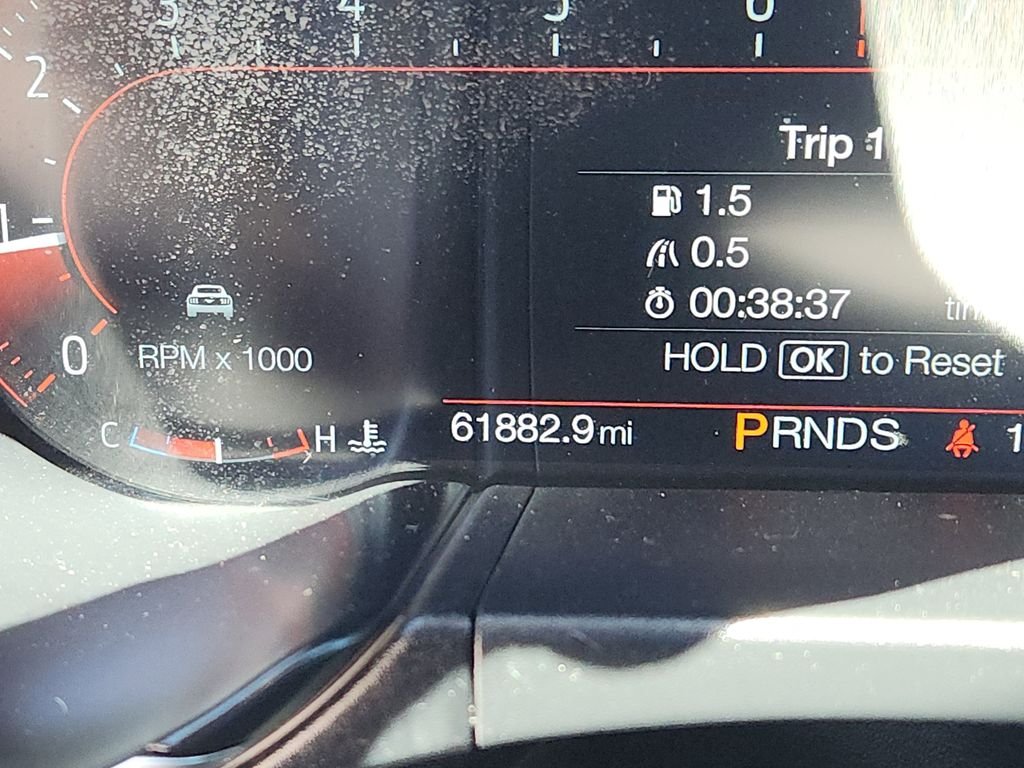 3 4 5 6
2
Trip 1
1.5
0.5
1
00:38:37
0
RPM x 1000
HOLD OK to Reset
C H
61882.9 mi
PRNDS
1